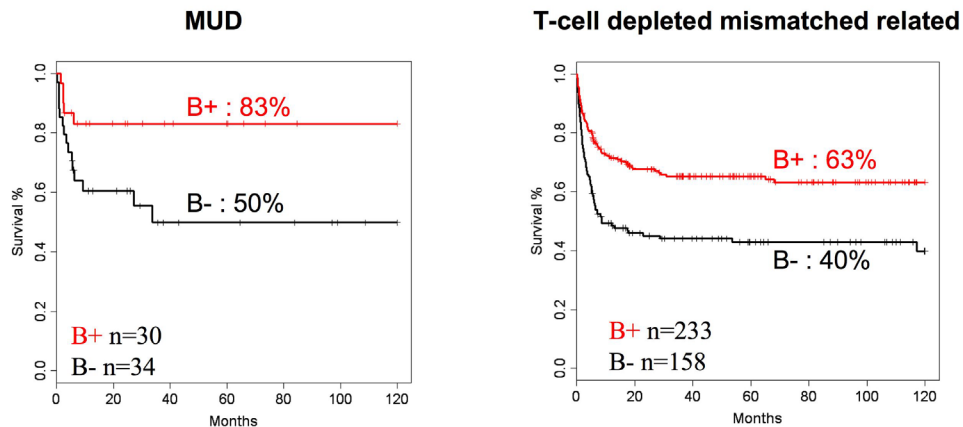 MUD
Survival %
1.0
0.8
0.6
0.4
0.2
0.0
B+ : 83%
B- : 50%
B+ n=30
B- n=34
0 20 40 60 80 100 120
Months
T-cell depleted mismatched related
Survival %
1.0
0.8
0.6
0.4
0.2
0.0
B+ : 63%
B- : 40%
B+ n=233
B- n=158
0 20 40 60 80 100 120
Months